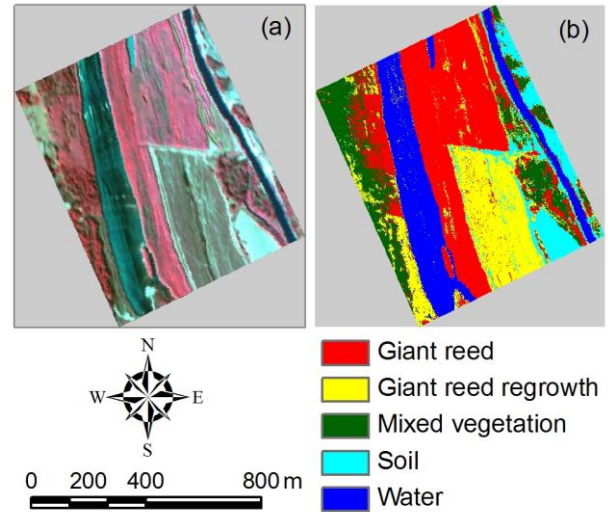 (a)
(b)
N
W E
S
0 200 400 800 m
Giant reed
Giant reed regrowth
Mixed vegetation
Soil
Water